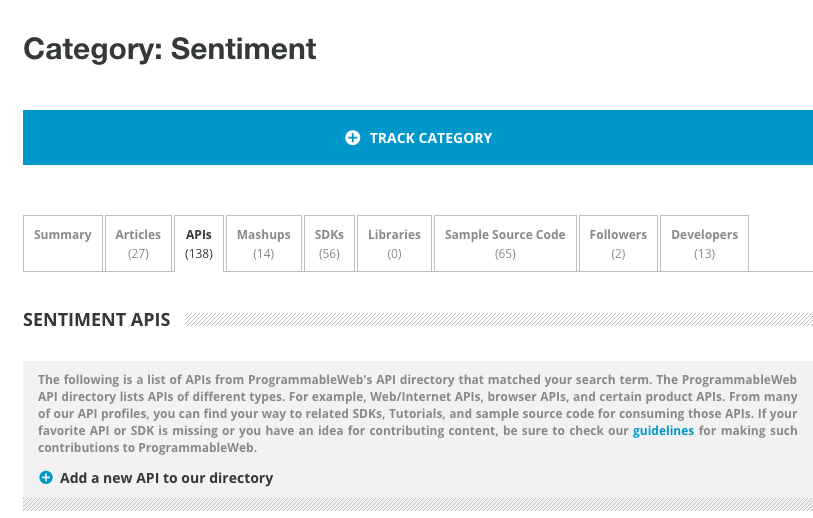 Category: Sentiment
TRACK CATEGORY
Summary Articles APIs Mashups SDKs Libraries Sample Source Code Followers Developers
(27) (138) (14) (56) (0) (65) (2) (13)
SENTIMENT APIS
The following is a list of APIs from ProgrammableWeb's API directory that matched your search term. The ProgrammableWeb
API directory lists APIs of different types. For example, Web/Internet APIs, browser APIs, and certain product APIs. From many
of our API profiles, you can find your way to related SDKs, Tutorials, and sample source code for consuming those APIs. If your
favorite API or SDK is missing or you have an idea for contributing content, be sure to check our guidelines for making such
contributions to ProgrammableWeb.
Add a new API to our directory